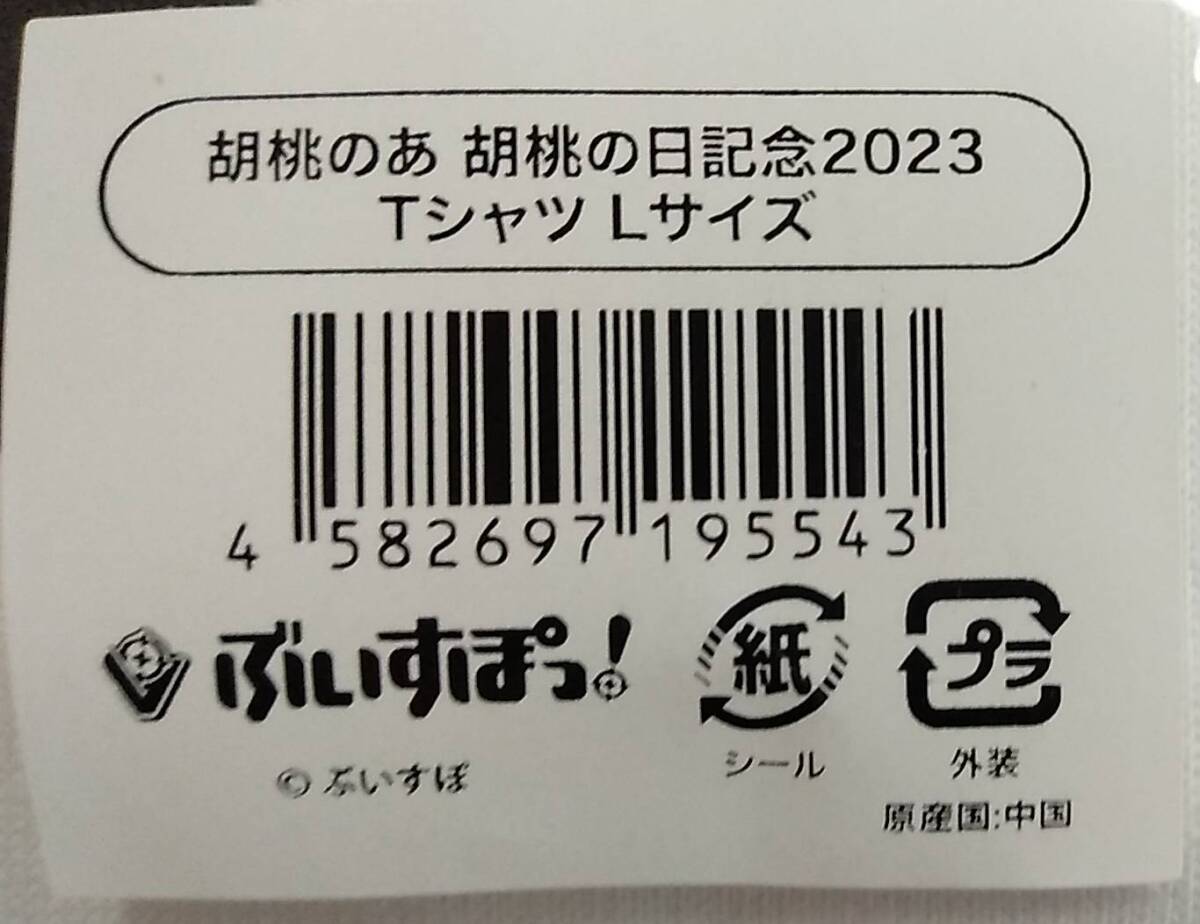 胡桃のあ 胡桃の日記念2023
Tシャツ Lサイズ
4 582697 195543
ぶいすぽっ!
紙
プラ
シール
外装
© ぶいすぽ
原産国:中国